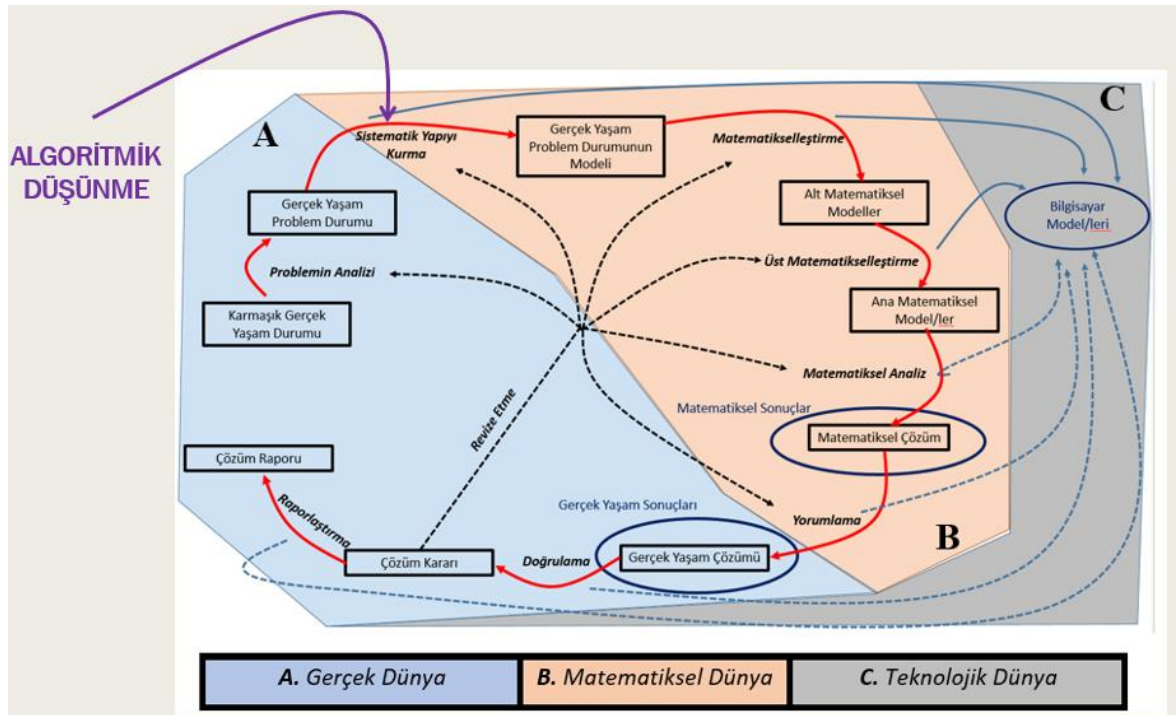 ALGORİTMİK
DÜŞÜNME
A
C
Sistematik Yapıyı
Kurma
Gerçek Yaşam
Problem Durumunun
Modeli
Matematikselleştirme
Gerçek Yaşam
Problem Durumu
Alt Matematiksel
Modeller
Bilgisayar
Model/leri
Problemin Analizi
Üst Matematikselleştirme
Karmaşık Gerçek
Yaşam Durumu
Ana Matematiksel
Model/ler
Matematiksel Analiz
Revize Etme
Matematiksel Sonuçlar
Matematiksel Çözüm
Çözüm Raporu
Raporlaştırma
Gerçek Yaşam Sonuçları
Yorumlama
B
Çözüm Kararı
Doğrulama
Gerçek Yaşam Çözümü
A. Gerçek Dünya
B. Matematiksel Dünya
C. Teknolojik Dünya